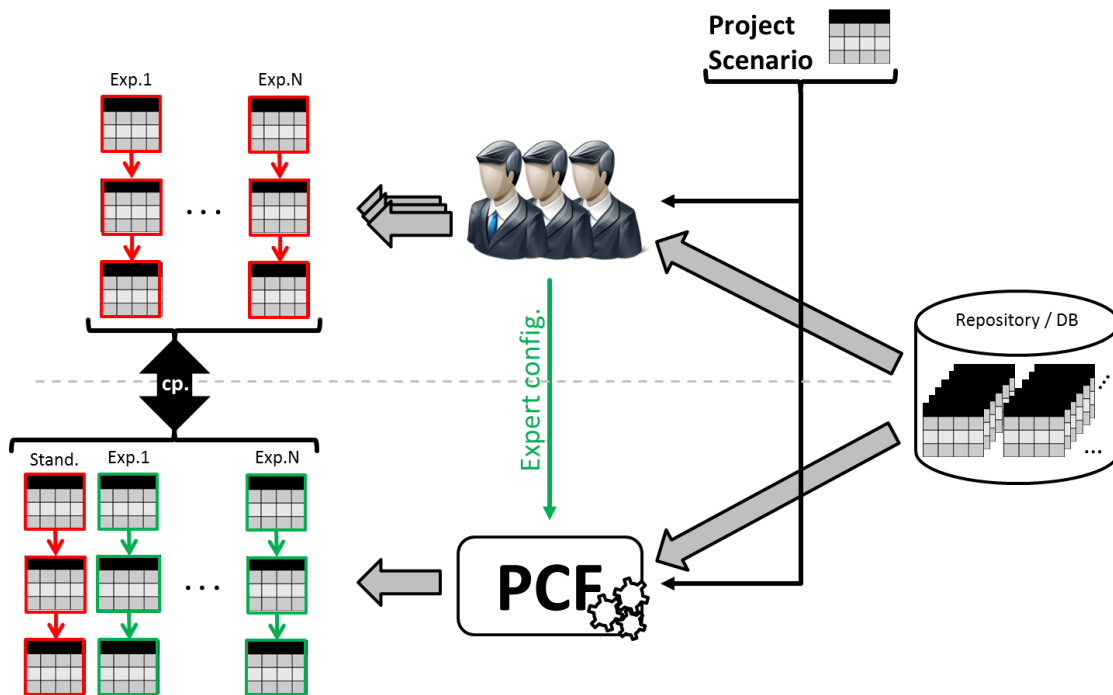 Project
Scenario
Exp.1
Exp.N
. . .
Repository / DB
...
...
cp.
Expert config.
Stand.
Exp.1
Exp.N
. . .
PCF